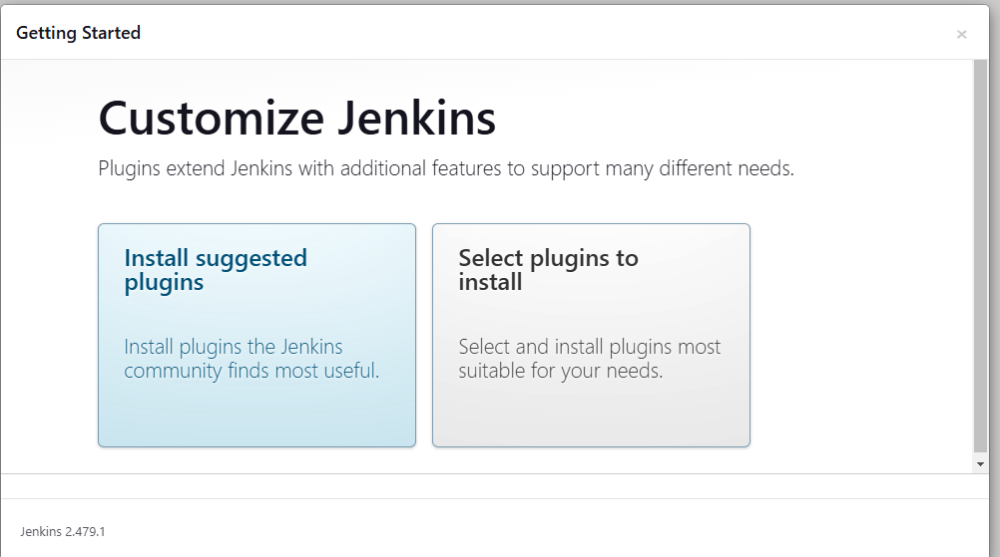 Getting Started
×
Customize Jenkins
Plugins extend Jenkins with additional features to support many different needs.
Install suggested
plugins
Install plugins the Jenkins
community finds most useful.
Select plugins to
install
Select and install plugins most
suitable for your needs.
Jenkins 2.479.1